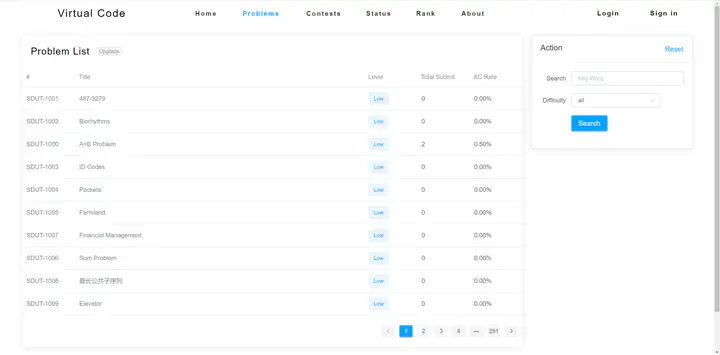 Virtual Code Home Problems Contests Status Rank About Login Sign in
Problem List Upgrade
# Title Level Total Submit AC Rate
SDUT-1001 487-3279 Low 0 0.00%
SDUT-1002 Biorhythms Low 0 0.00%
SDUT-1000 A+B Problem Low 2 0.50%
SDUT-1003 ID Codes Low 0 0.00%
SDUT-1004 Packets Low 0 0.00%
SDUT-1005 Farmland Low 0 0.00%
SDUT-1007 Financial Management Low 0 0.00%
SDUT-1006 Sum Problem Low 0 0.00%
SDUT-1008 最长公共子序列 Low 0 0.00%
SDUT-1009 Elevator Low 0 0.00%
1 2 3 4 ••• 281
Action Reset
Search Key Word
Difficulty all
Search